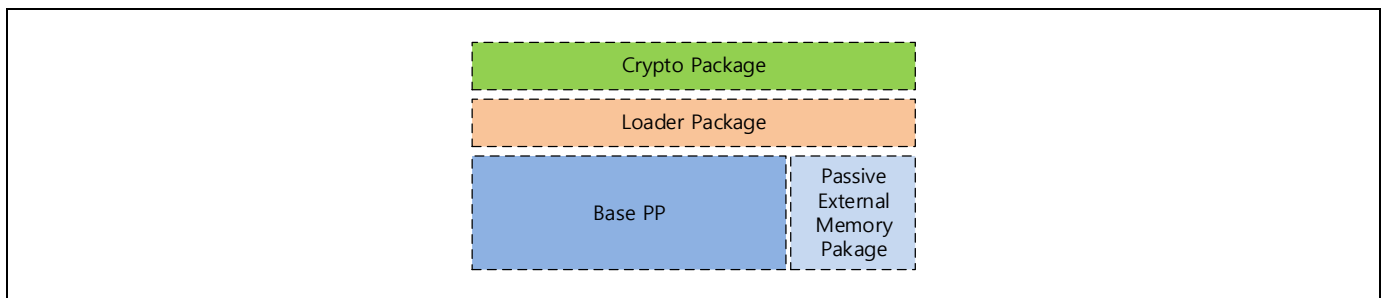 Crypto Package
Loader Package
Base PP
Passive
External
Memory
Pakage